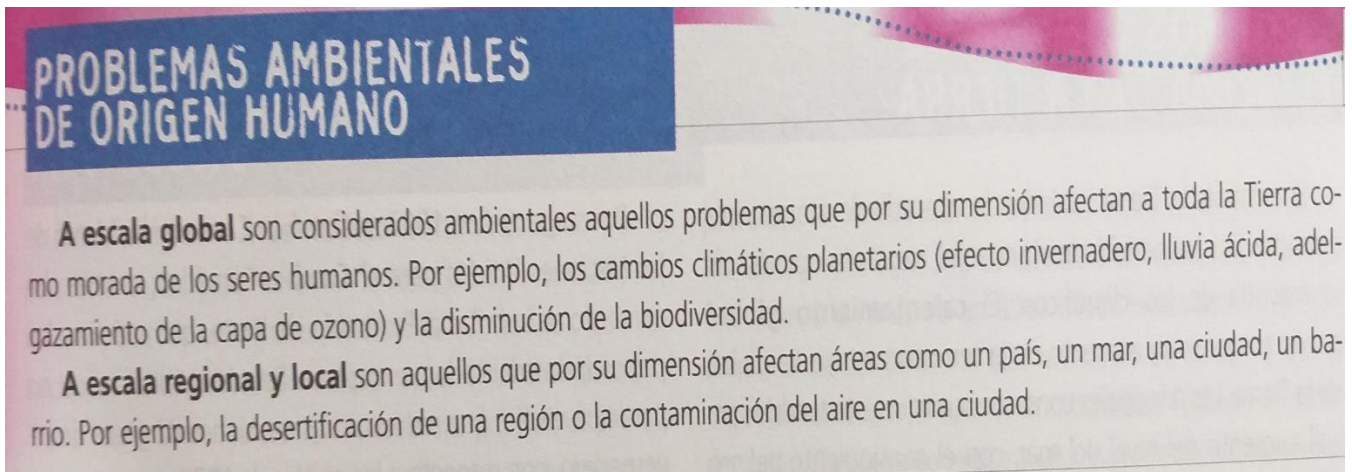 PROBLEMAS AMBIENTALES
DE ORIGEN HUMANO
A escala global son considerados ambientales aquellos problemas que por su dimensión afectan a toda la Tierra co-
mo morada de los seres humanos. Por ejemplo, los cambios climáticos planetarios (efecto invernadero, lluvia ácida, adel-
gazamiento de la capa de ozono) y la disminución de la biodiversidad.
A escala regional y local son aquellos que por su dimensión afectan áreas como un país, un mar, una ciudad, un ba-
rrio. Por ejemplo, la desertificación de una región o la contaminación del aire en una ciudad.